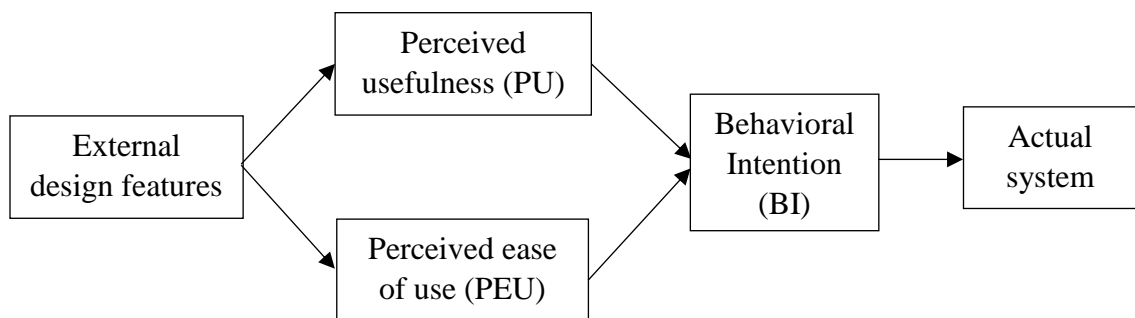 External
design features
Perceived
usefulness (PU)
Perceived ease
of use (PEU)
Behavioral
Intention
(BI)
Actual
system